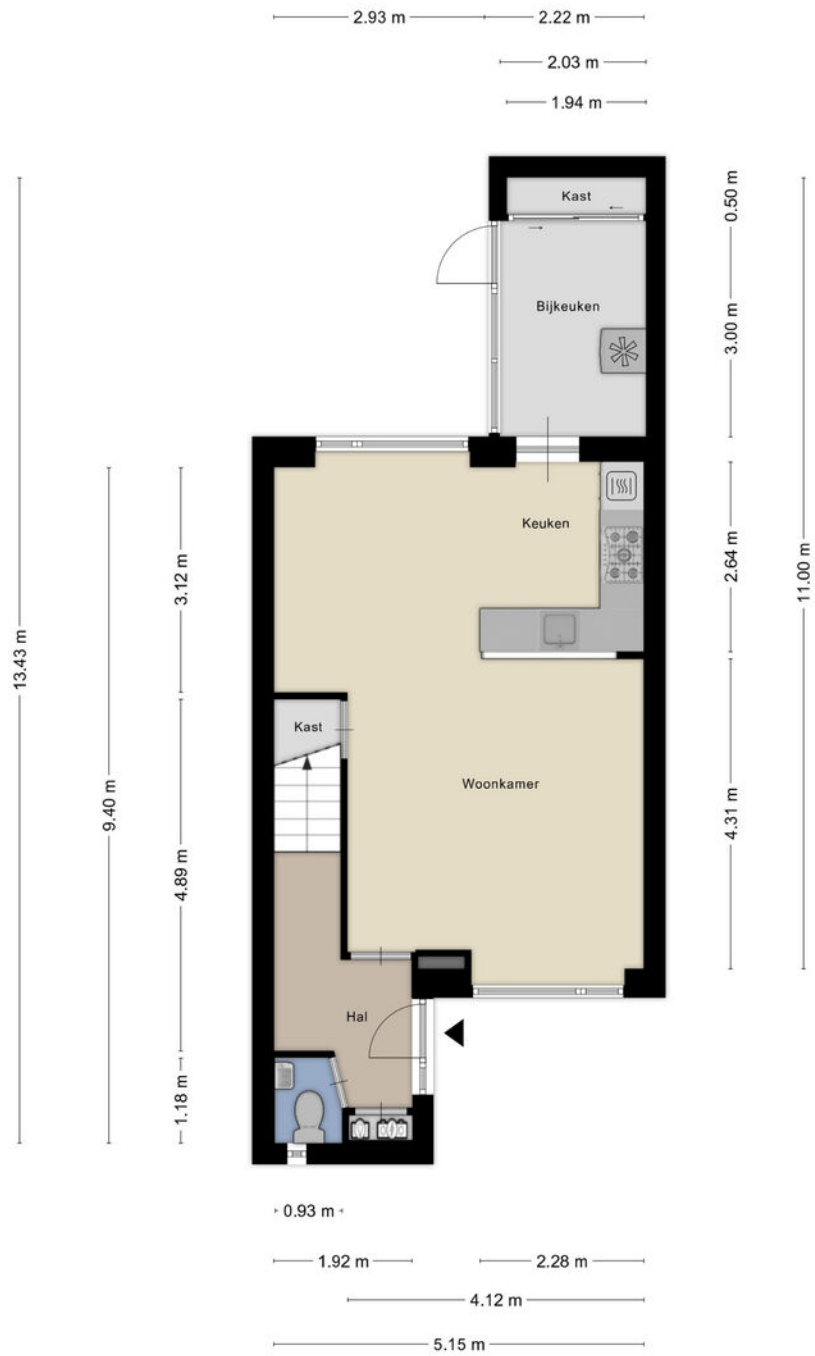 2.93 m 2.22 m
2.03 m
1.94 m
Kast
0.50 m
Bijkeuken
3.00 m
Keuken
2.64 m
11.00 m
3.12 m
13.43 m
Kast
Woonkamer
9.40 m
4.31 m
4.89 m
Hal
1.18 m
0.93 m
1.92 m 2.28 m
4.12 m
5.15 m